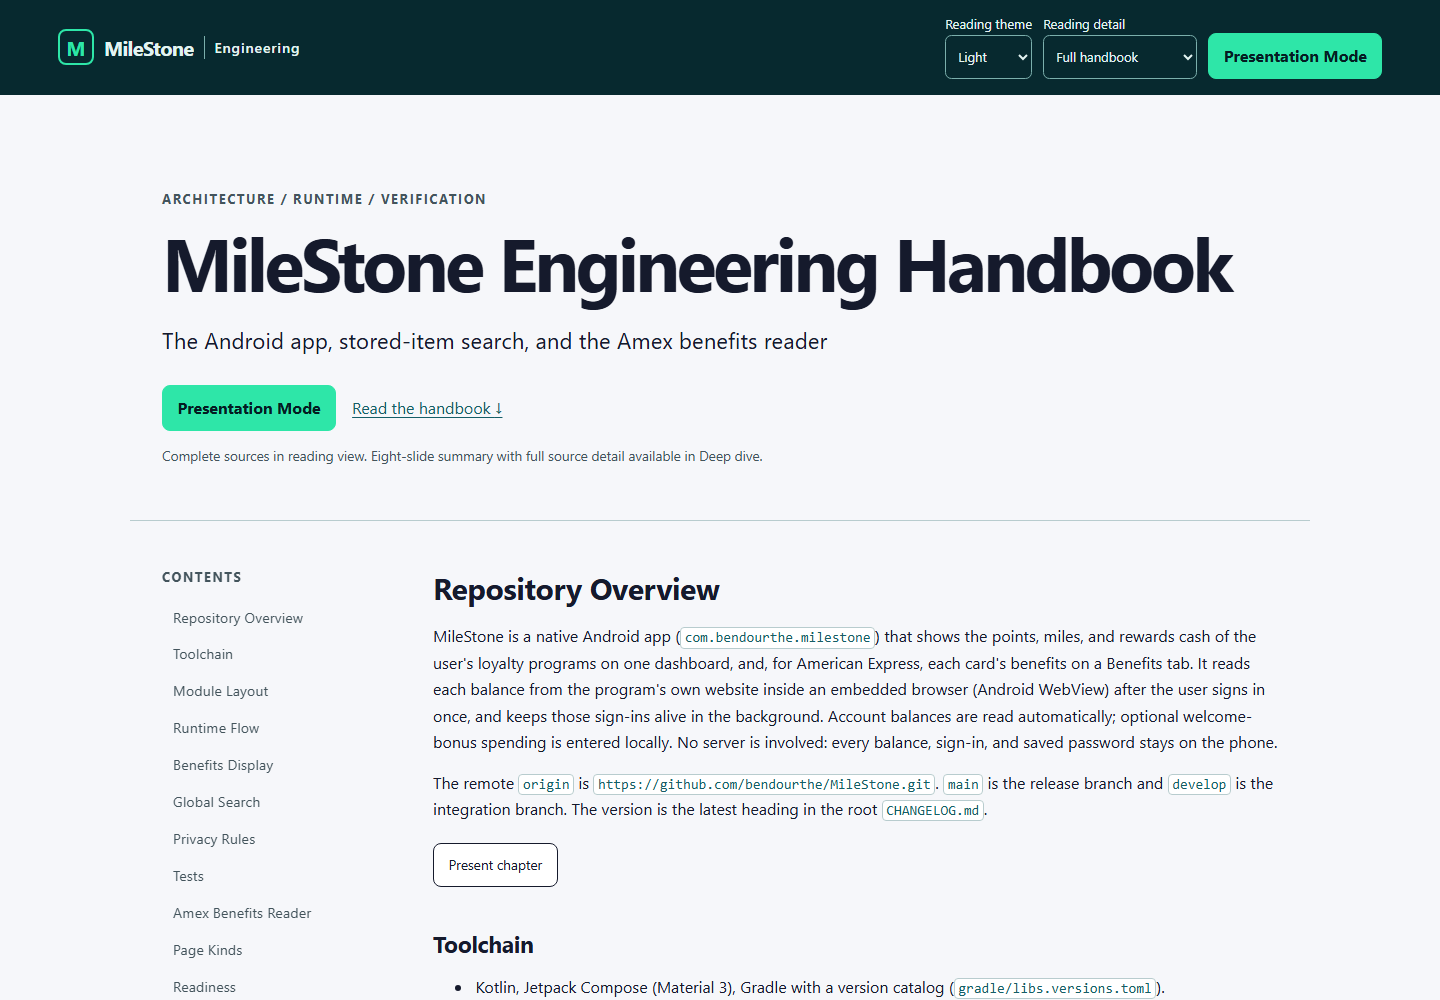 M MileStone Engineering
Reading theme Reading detail
Light Full handbook Presentation Mode
ARCHITECTURE / RUNTIME / VERIFICATION
MileStone Engineering Handbook
The Android app, stored-item search, and the Amex benefits reader
Presentation Mode Read the handbook ↓
Complete sources in reading view. Eight-slide summary with full source detail available in Deep dive.
CONTENTS
Repository Overview
Toolchain
Module Layout
Runtime Flow
Benefits Display
Global Search
Privacy Rules
Tests
Amex Benefits Reader
Page Kinds
Readiness
Repository Overview
MileStone is a native Android app (com.bendourthe.milestone) that shows the points, miles, and rewards cash of the
user's loyalty programs on one dashboard, and, for American Express, each card's benefits on a Benefits tab. It reads
each balance from the program's own website inside an embedded browser (Android WebView) after the user signs in
once, and keeps those sign-ins alive in the background. Account balances are read automatically; optional welcome-
bonus spending is entered locally. No server is involved: every balance, sign-in, and saved password stays on the phone.
The remote origin is https://github.com/bendourthe/MileStone.git. main is the release branch and develop is the
integration branch. The version is the latest heading in the root CHANGELOG.md.
Present chapter
Toolchain
• Kotlin, Jetpack Compose (Material 3), Gradle with a version catalog (gradle/libs.versions.toml).